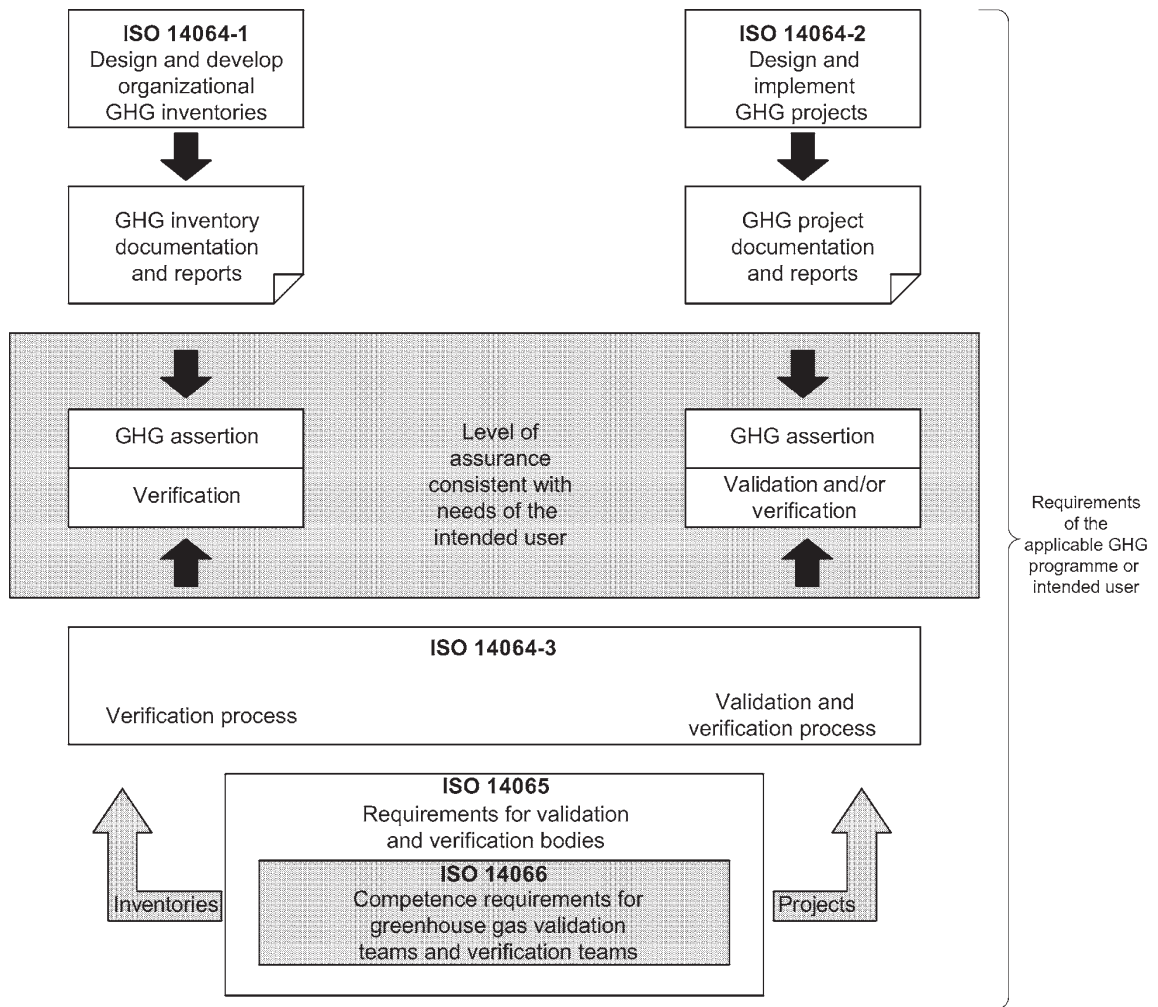 ISO 14064-1
Design and develop
organizational
GHG inventories
ISO 14064-2
Design and
implement
GHG projects
GHG inventory
documentation
and reports
GHG project
documentation
and reports
GHG assertion
Verification
Level of
assurance
consistent with
needs of the
intended user
GHG assertion
Validation and/or
verification
Requirements
of the
applicable GHG
programme or
intended user
ISO 14064-3
Verification process
Validation and
verification process
ISO 14065
Requirements for validation
and verification bodies
ISO 14066
Competence requirements for
greenhouse gas validation
teams and verification teams
Inventories
Projects